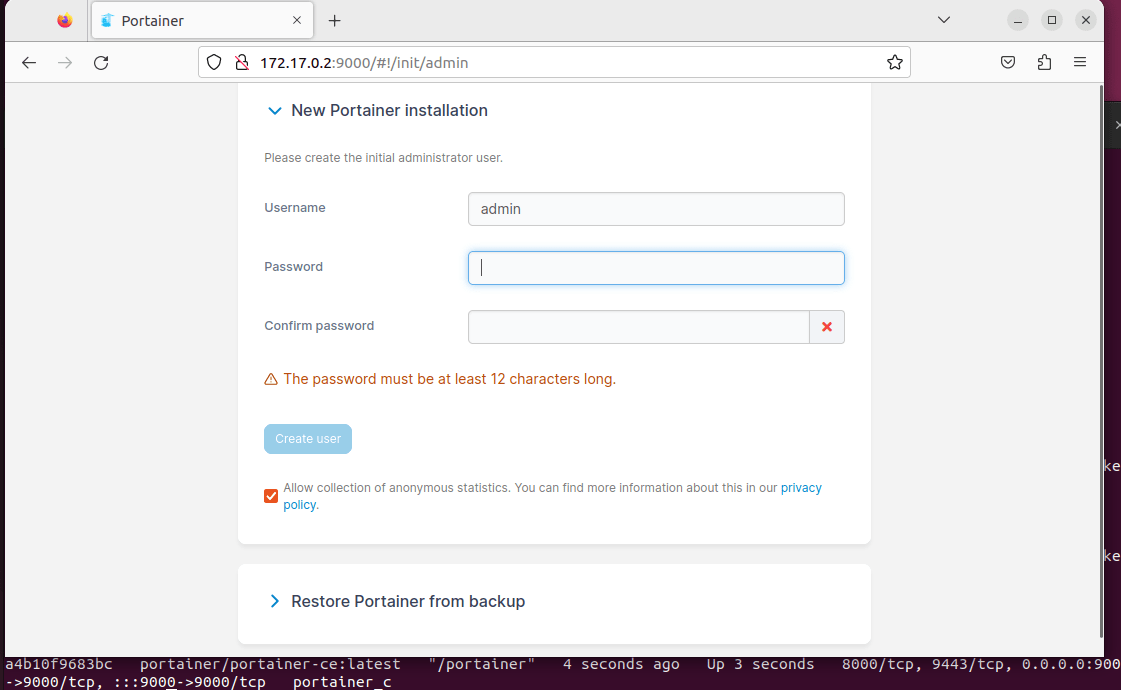 Portainer
172.17.0.2:9000/#!/init/admin
New Portainer installation
Please create the initial administrator user.
Username
admin
Password
Confirm password
The password must be at least 12 characters long.
Create user
Allow collection of anonymous statistics. You can find more information about this in our privacy
policy.
ke
ke
Restore Portainer from backup
a4b10f9683bc portainer/portainer-ce:latest "/portainer" 4 seconds ago Up 3 seconds 8000/tcp, 9443/tcp, 0.0.0.0:900
->9000/tcp, :::9000->9000/tcp portainer_c